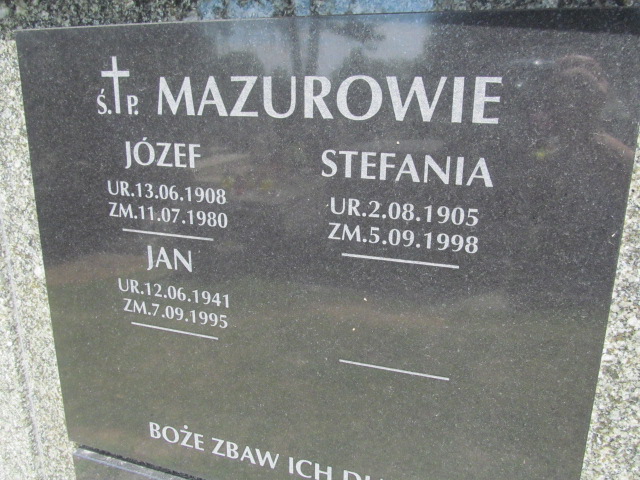 Ś.P. MAZUROWIE
JÓZEF
UR.13.06.1908
ZM.11.07.1980
JAN
UR.12.06.1941
ZM.7.09.1995
STEFANIA
UR.2.08.1905
ZM.5.09.1998
BOŻE ZBAW ICH